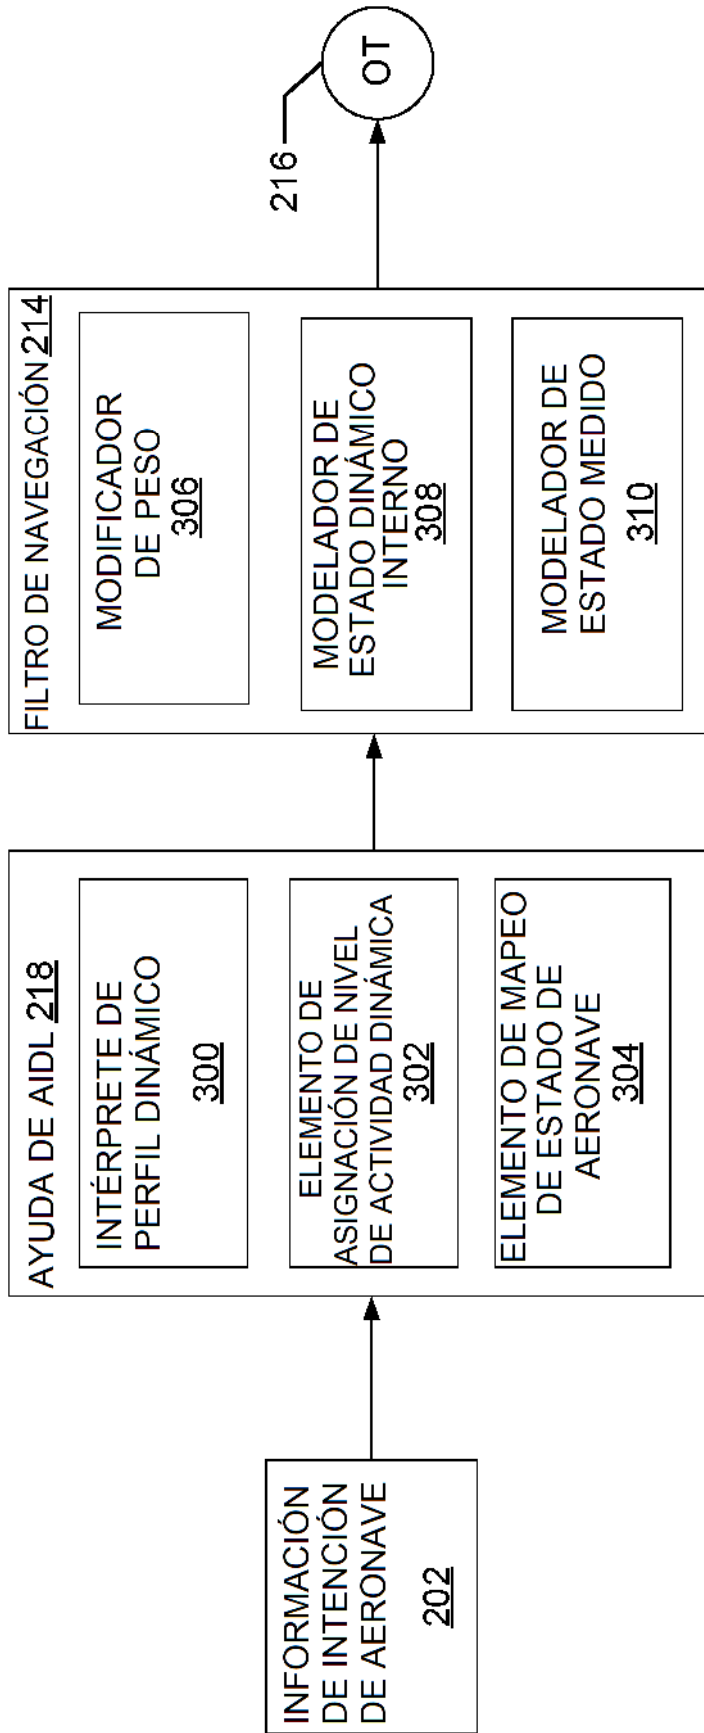 INFORMACIÓN
DE INTENCIÓN
DE AERONAVE
202
AYUDA DE AIDL 218
INTÉRPRETE DE
PERFIL DINÁMICO
300
ELEMENTO DE
ASIGNACIÓN DE NIVEL
DE ACTIVIDAD DINÁMICA
302
ELEMENTO DE MAPEO
DE ESTADO DE
AERONAVE
304
FILTRO DE NAVEGACIÓN 214
MODIFICADOR
DE PESO
306
MODELADOR DE
ESTADO DINÁMICO
INTERNO
308
MODELADOR DE
ESTADO MEDIDO
310
216
OT